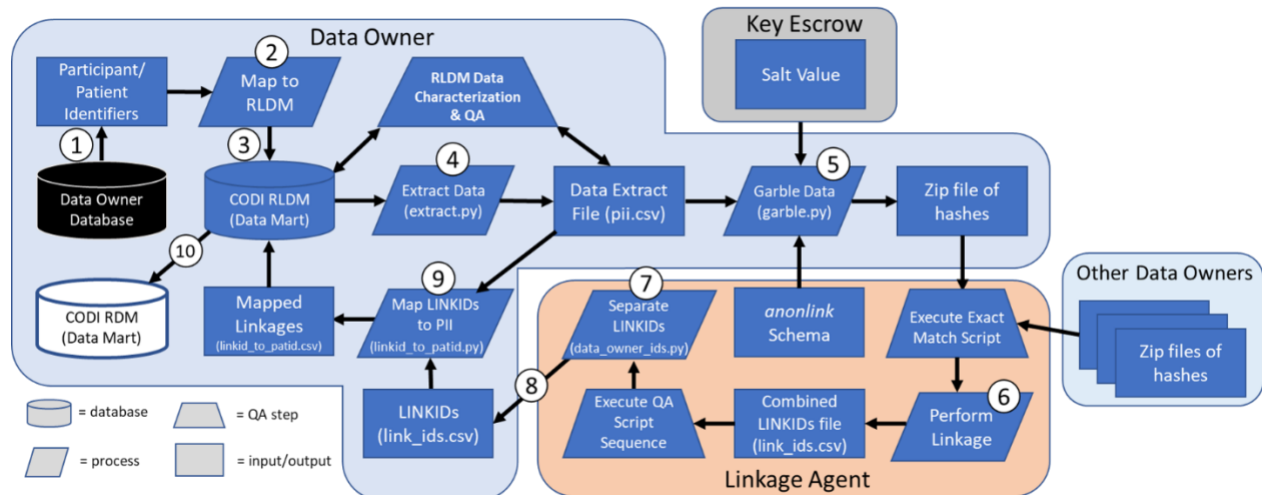 Data Owner
Key Escrow
Salt Value
Participant/
Patient
Identifiers
2
Map to
RLDM
RLDM Data
Characterization
& QA
1
3
4
5
Data Owner
Database
CODI RLDM
(Data Mart)
Extract Data
(extract.py)
Data Extract
File (pii.csv)
Garble Data
(garble.py)
Zip file of
hashes
10
CODI RDM
(Data Mart)
Mapped
Linkages
(linkid_to_patid.csv)
9
Map LINKIDs
to PII
(linkid_to_patid.py)
7
Separate
LINKIDs
(data_owner_ids.py)
anonlink
Schema
Execute Exact
Match Script
Other Data Owners
Zip files of
hashes
8
LINKIDs
(link_ids.csv)
Execute QA
Script
Sequence
Combined
LINKIDs file
(link_ids.csv)
6
Perform
Linkage
Linkage Agent
= database
= QA step
= process
= input/output